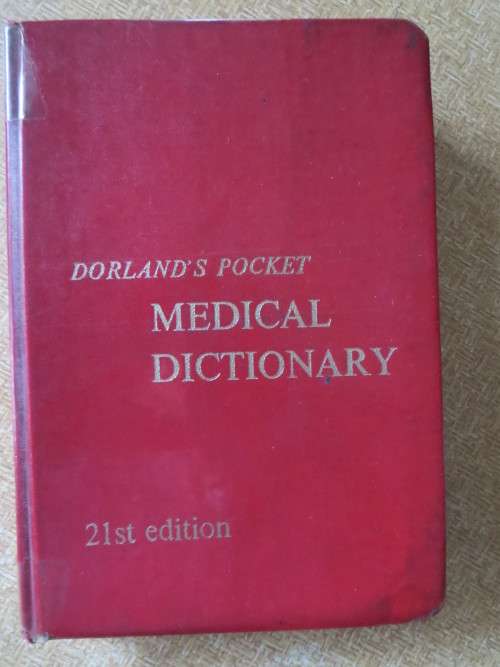 DORLAND'S POCKET
MEDICAL
DICTIONARY
21st edition